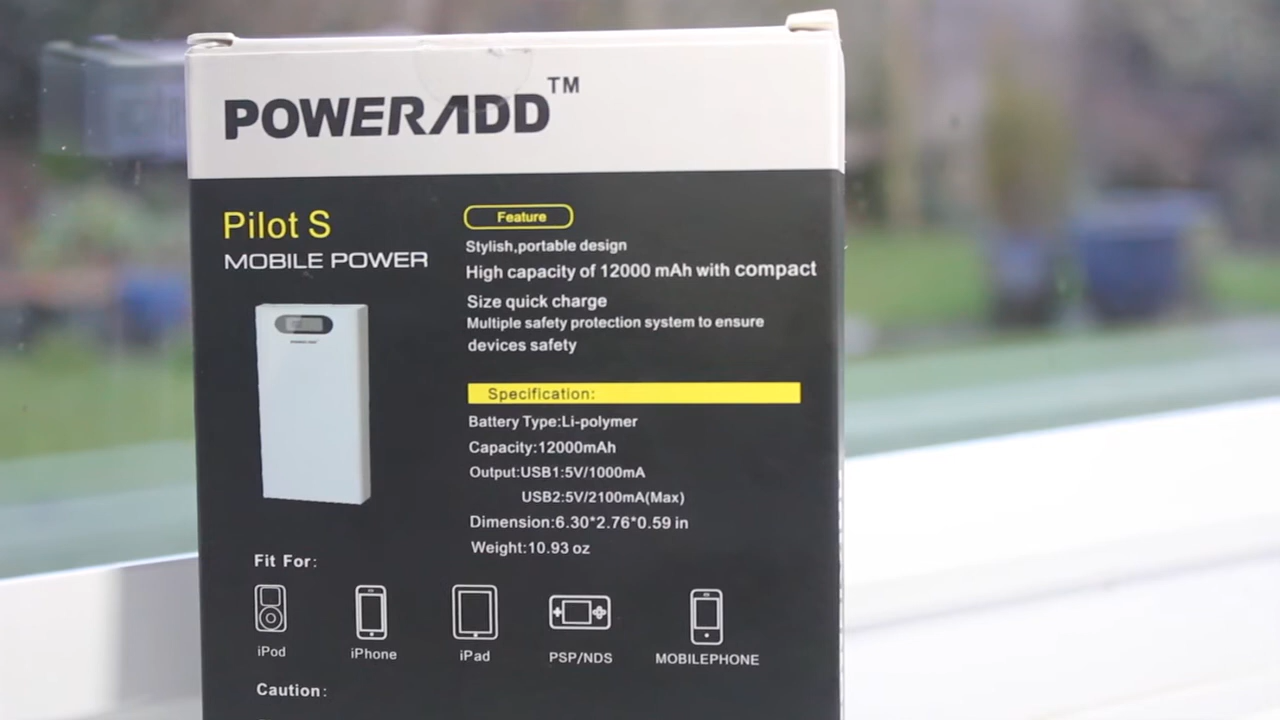 POWERADD™
Pilot S
MOBILE POWER
Feature
Stylish,portable design
High capacity of 12000 mAh with compact
Size quick charge
Multiple safety protection system to ensure
devices safety
Specification:
Battery Type:Li-polymer
Capacity:12000mAh
Output:USB1:5V/1000mA
USB2:5V/2100mA(Max)
Dimension:6.30*2.76*0.59 in
Weight:10.93 oz
Fit For:
iPod
iPhone
iPad
PSP/NDS
MOBILEPHONE
Caution: